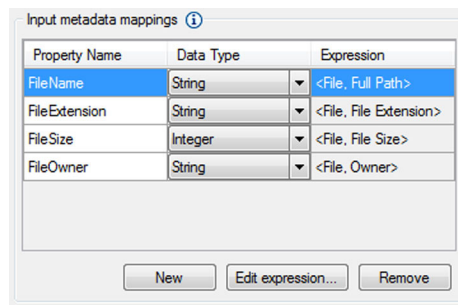 Input metadata mappings
Property Name Data Type Expression
FileName String <File, Full Path>
FileExtension String <File, File Extension>
FileSize Integer <File, File Size>
FileOwner String <File, Owner>
New Edit expression... Remove